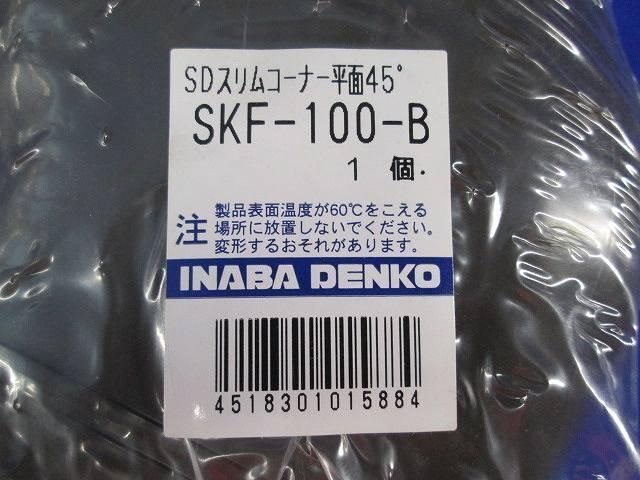 SDスリムコーナー平面45°
SKF-100-B
1 個.
注 製品表面温度が60℃をこえる
場所に放置しないでください。
変形するおそれがあります。
INABA DENKO
4518301015884